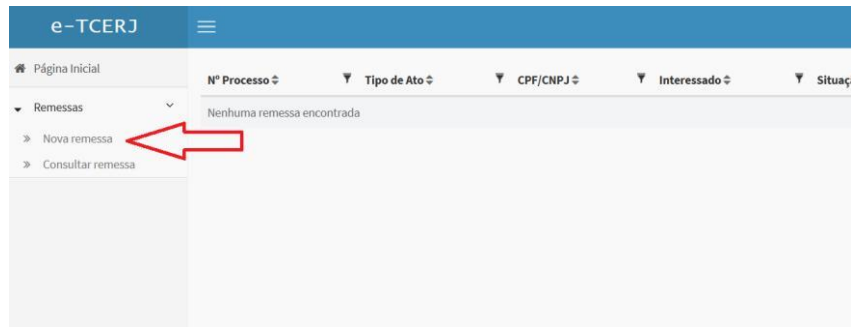 e-TCERJ
Página Inicial
Remessas
Nova remessa
Consultar remessa
Nº Processo Tipo de Ato CPF/CNPJ Interessado
Nenhuma remessa encontrada